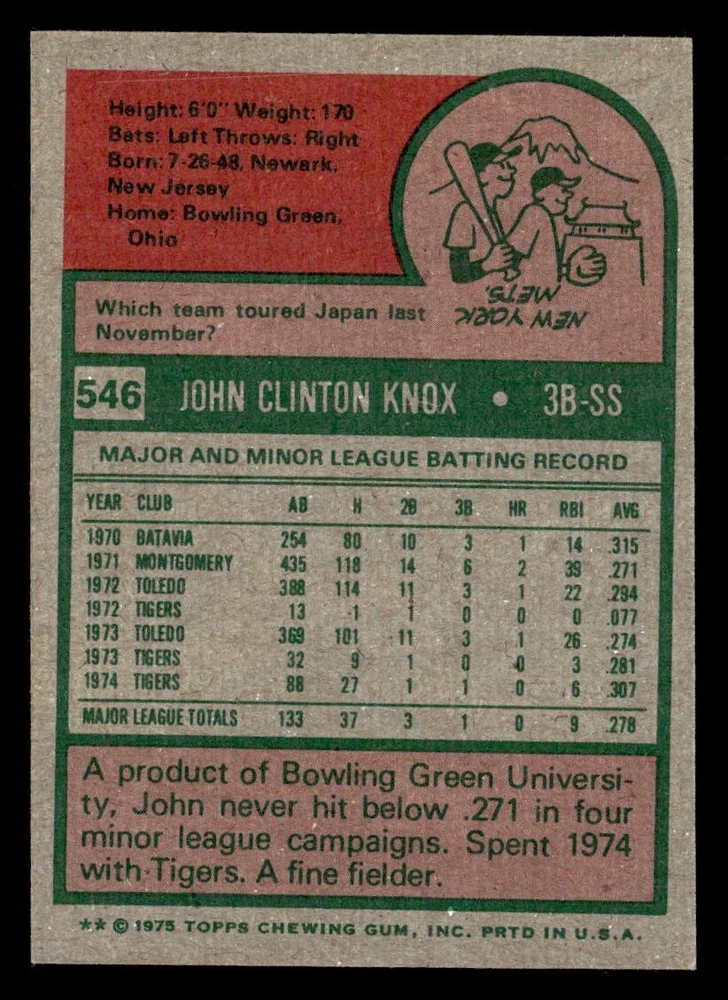 Height: 6'0" Weight: 170
Bats: Left Throws: Right
Born: 7-26-48, Newark,
New Jersey
Home: Bowling Green,
Ohio
Which team toured Japan last
November?
NEW YORK
METS.
546 JOHN CLINTON KNOX • 3B-SS
MAJOR AND MINOR LEAGUE BATTING RECORD
YEAR CLUB AB H 2B 3B HR RBI AVG
1970 BATAVIA 254 80 10 3 1 14 .315
1971 MONTGOMERY 435 118 14 6 2 39 .271
1972 TOLEDO 388 114 11 3 1 22 .294
1972 TIGERS 13 1 1 0 0 0 .077
1973 TOLEDO 369 101 11 3 1 26 .274
1973 TIGERS 32 9 1 0 0 3 .281
1974 TIGERS 88 27 1 1 0 6 .307
MAJOR LEAGUE TOTALS 133 37 3 1 0 9 .278
A product of Bowling Green Universi-
ty, John never hit below .271 in four
minor league campaigns. Spent 1974
with Tigers. A fine fielder.
** © 1975 TOPPS CHEWING GUM, INC. PRTD IN U.S.A.